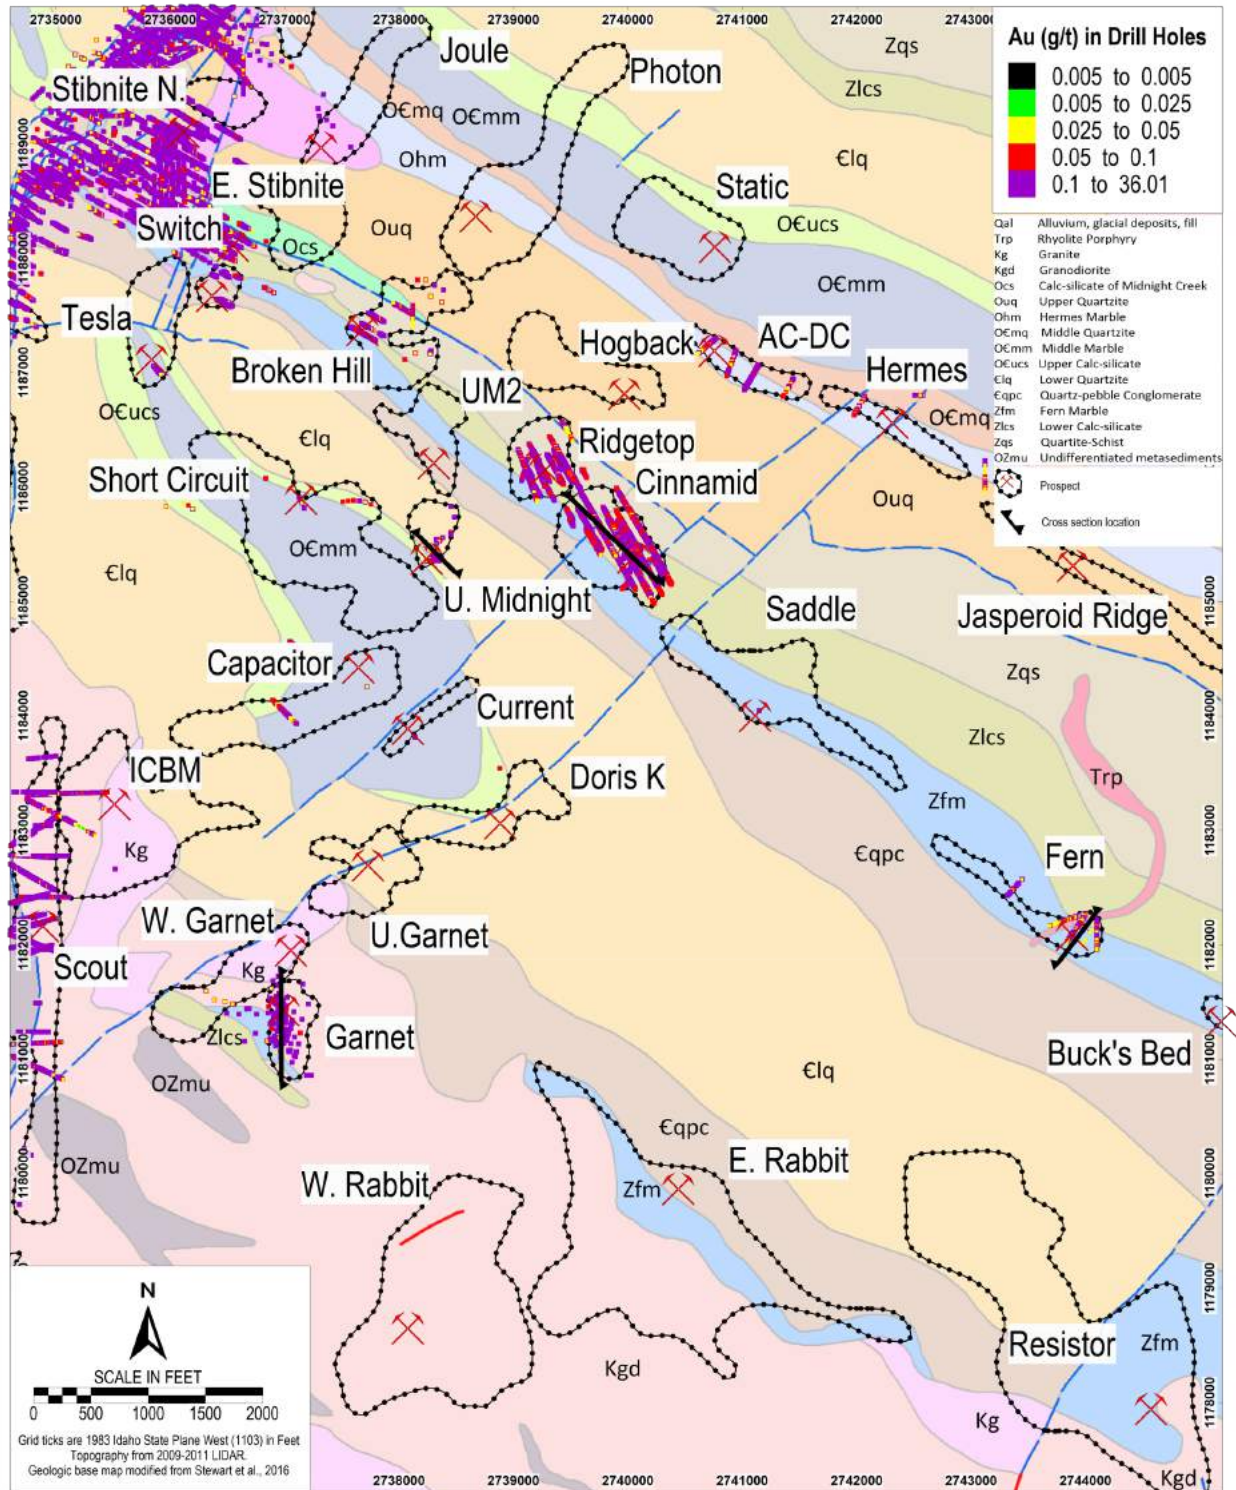 2735000 2736000 2737000 2738000 2739000 2740000 2741000 2742000 2743000
Au (g/t) in Drill Holes
0.005 to 0.005
0.005 to 0.025
0.025 to 0.05
0.05 to 0.1
0.1 to 36.01
Qal Alluvium, glacial deposits, fill
Trp Rhyolite Porphyry
Kg Granite
Kgd Granodiorite
Ocs Calc-silicate of Midnight Creek
Ouq Upper Quartzite
Ohm Hermes Marble
O€mq Middle Quartzite
O€mm Middle Marble
O€ucs Upper Calc-silicate
€lq Lower Quartzite
€qpc Quartz-pebble Conglomerate
Zfm Fern Marble
Zlcs Lower Calc-silicate
Zqs Quartite-Schist
OZmu Undifferentiated metasediments
Prospect
Cross section location
Joule
Photon
Zqs
Zlcs
Stibnite N.
O€mq
O€mm
Ohm
€lq
1189000
E. Stibnite
Static
Switch
Ouq
O€ucs
Ocs
1188000
O€mm
Tesla
Hogback
AC-DC
Broken Hill
Hermes
1187000
UM2
O€ucs
O€mq
€lq
Ridgetop
Short Circuit
Cinnamid
1186000
Ouq
O€mm
€lq
U. Midnight
Saddle
Jasperoid Ridge
1185000
1185000
Capacitor
Zqs
Current
1184000
1184000
Zlcs
ICBM
Doris K
Trp
Zfm
1183000
1183000
Kg
€qpc
Fern
W. Garnet
U.Garnet
1182000
1182000
Scout
Kg
Garnet
Zlcs
Buck's Bed
1181000
1181000
OZmu
€lq
€qpc
OZmu
E. Rabbit
1180000
1180000
W. Rabbit
Zfm
1179000
Resistor
Zfm
Kgd
1178000
Kg
Kgd
N
SCALE IN FEET
0 500 1000 1500 2000
Grid ticks are 1983 Idaho State Plane West (1103) in Feet
Topography from 2009-2011 LIDAR.
Geologic base map modified from Stewart et al., 2016
2738000 2739000 2740000 2741000 2742000 2743000 2744000